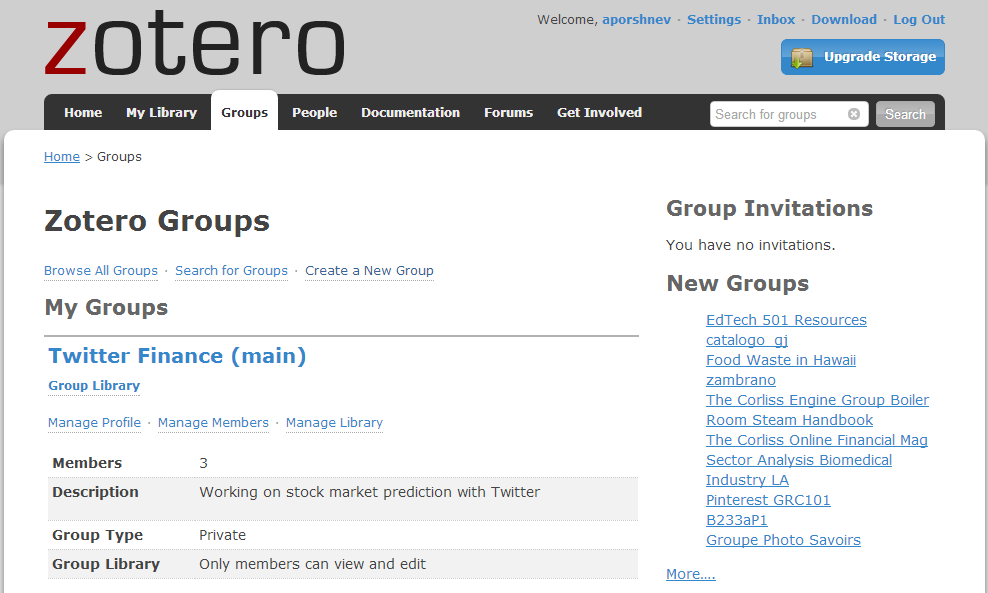 zotero
Welcome, aporshnev · Settings · Inbox · Download · Log Out
Upgrade Storage
Home My Library Groups People Documentation Forums Get Involved
Search for groups Search
Home > Groups
Zotero Groups
Browse All Groups · Search for Groups · Create a New Group
My Groups
Twitter Finance (main)
Group Library
Manage Profile · Manage Members · Manage Library
Members 3
Description Working on stock market prediction with Twitter
Group Type Private
Group Library Only members can view and edit
Group Invitations
You have no invitations.
New Groups
EdTech 501 Resources
catalogo_gj
Food Waste in Hawaii
zambrano
The Corliss Engine Group Boiler
Room Steam Handbook
The Corliss Online Financial Mag
Sector Analysis Biomedical
Industry LA
Pinterest GRC101
B233aP1
Groupe Photo Savoirs
More....